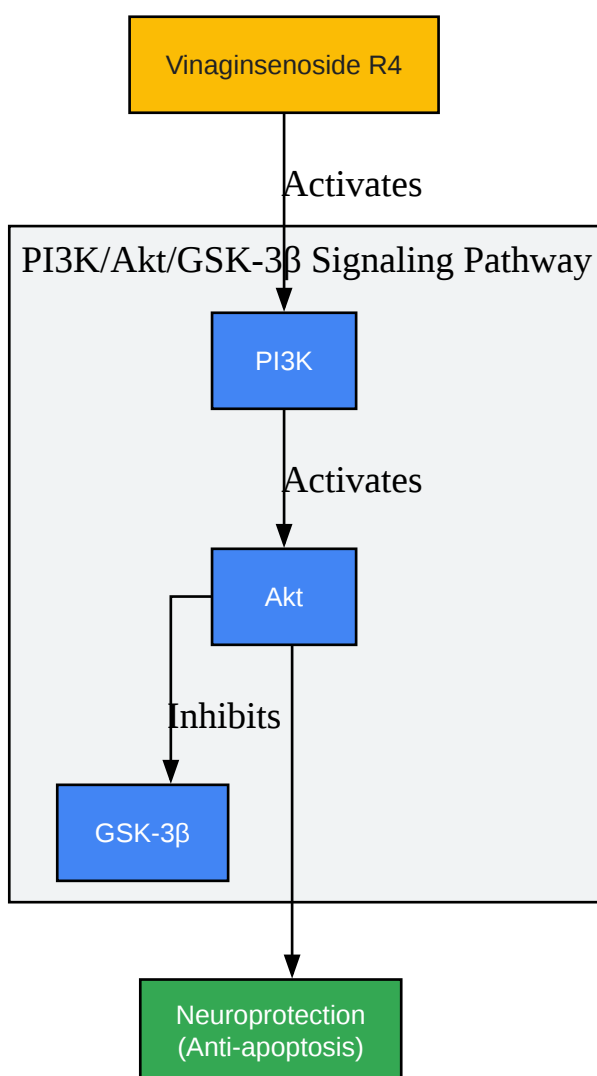 Vinaginsenoside R4
Activates
PI3K/Akt/GSK-3β Signaling Pathway
PI3K
Activates
Akt
Inhibits
GSK-3β
Neuroprotection
(Anti-apoptosis)